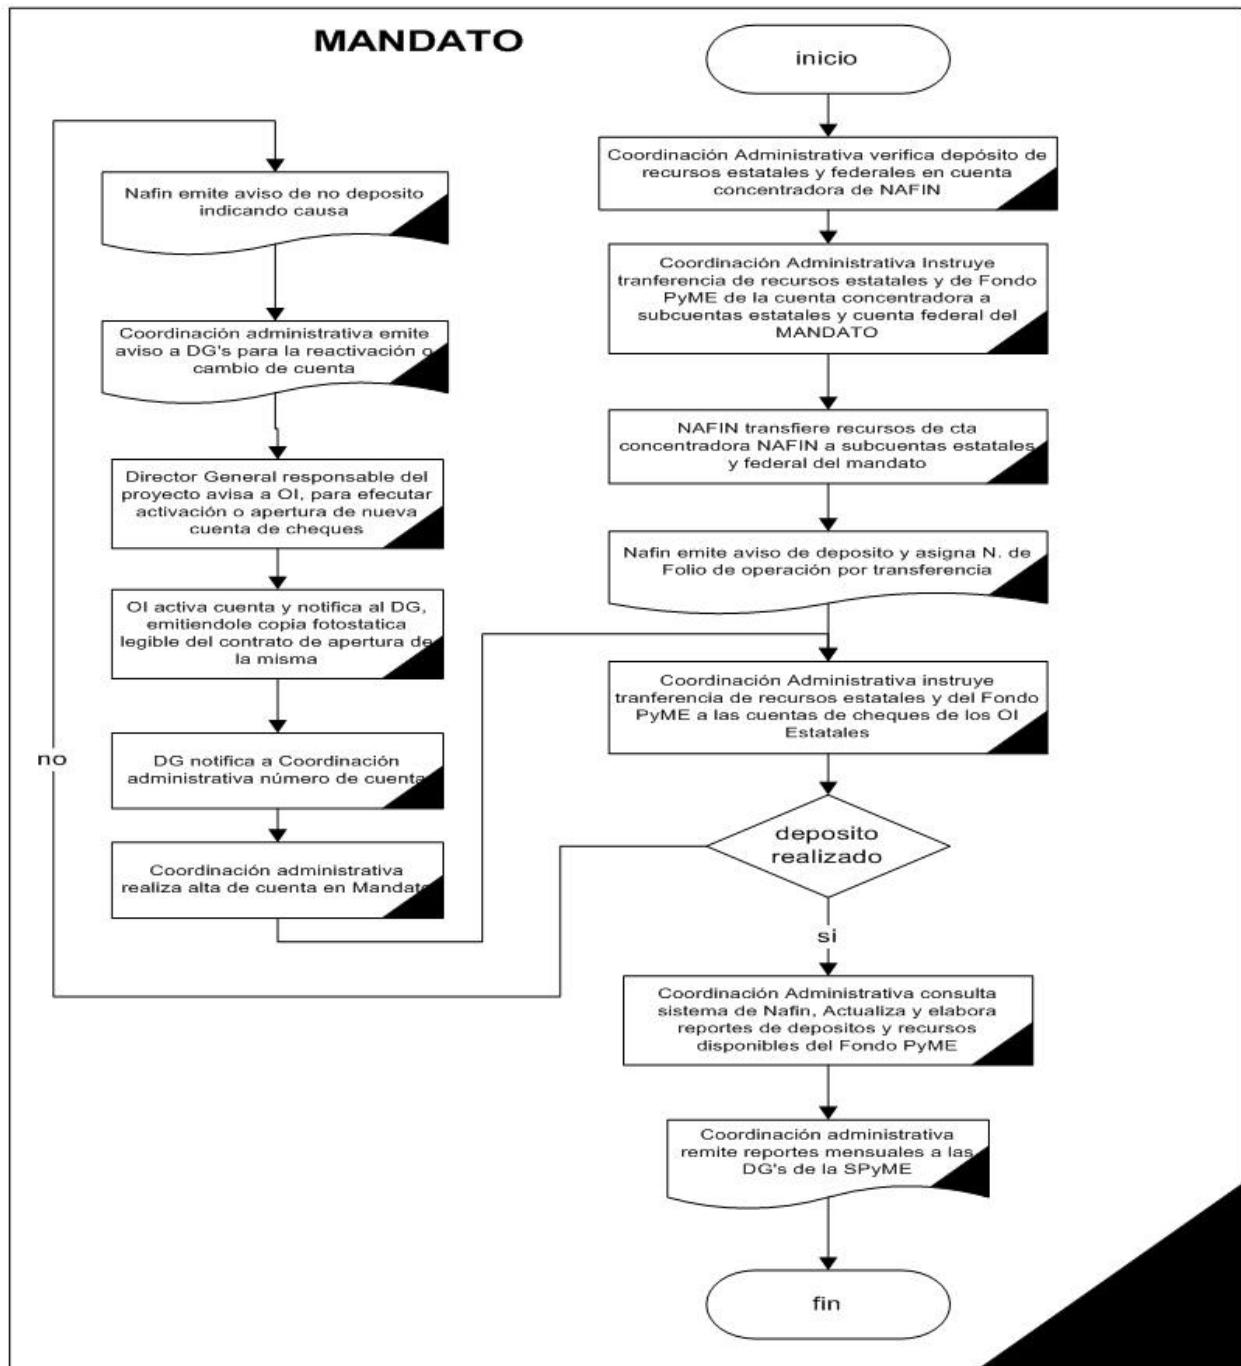 MANDATO
inicio
Coordinación Administrativa verifica depósito de
recursos estatales y federales en cuenta
concentradora de NAFIN
Coordinación Administrativa Instruye
tranferencia de recursos estatales y de Fondo
PyME de la cuenta concentradora a
subcuentas estatales y cuenta federal del
MANDATO
NAFIN transfiere recursos de cta
concentradora NAFIN a subcuentas estatales
y federal del mandato
Nafin emite aviso de deposito y asigna N. de
Folio de operación por transferencia
Coordinación Administrativa instruye
tranferencia de recursos estatales y del Fondo
PyME a las cuentas de cheques de los OI
Estatales
deposito
realizado
si
Coordinación Administrativa consulta
sistema de Nafin, Actualiza y elabora
reportes de depositos y recursos
disponibles del Fondo PyME
Coordinación administrativa
remite reportes mensuales a las
DG's de la SPyME
fin
no
Nafin emite aviso de no deposito
indicando causa
Coordinación administrativa emite
aviso a DG's para la reactivación o
cambio de cuenta
Director General responsable del
proyecto avisa a OI, para efecutar
activación o apertura de nueva
cuenta de cheques
OI activa cuenta y notifica al DG,
emitiendole copia fotostatica
legible del contrato de apertura de
la misma
DG notifica a Coordinación
administrativa número de cuenta
Coordinación administrativa
realiza alta de cuenta en Mandato